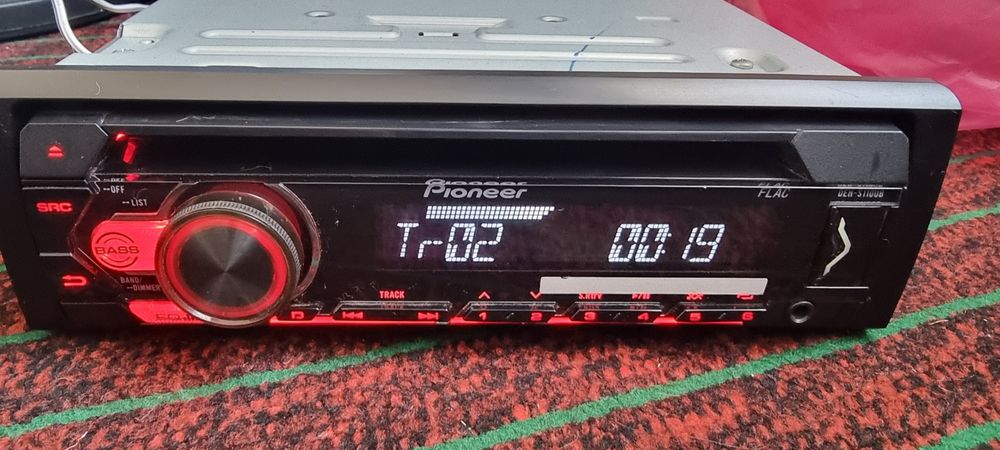 Pioneer
FLAC
DEH-S1100UB
--OFF
SRC
--LIST
BASS
Tr02
00:19
BAND/
--DIMMER
TRACK
S.Rtrv
D
1
2
3
4
5
6